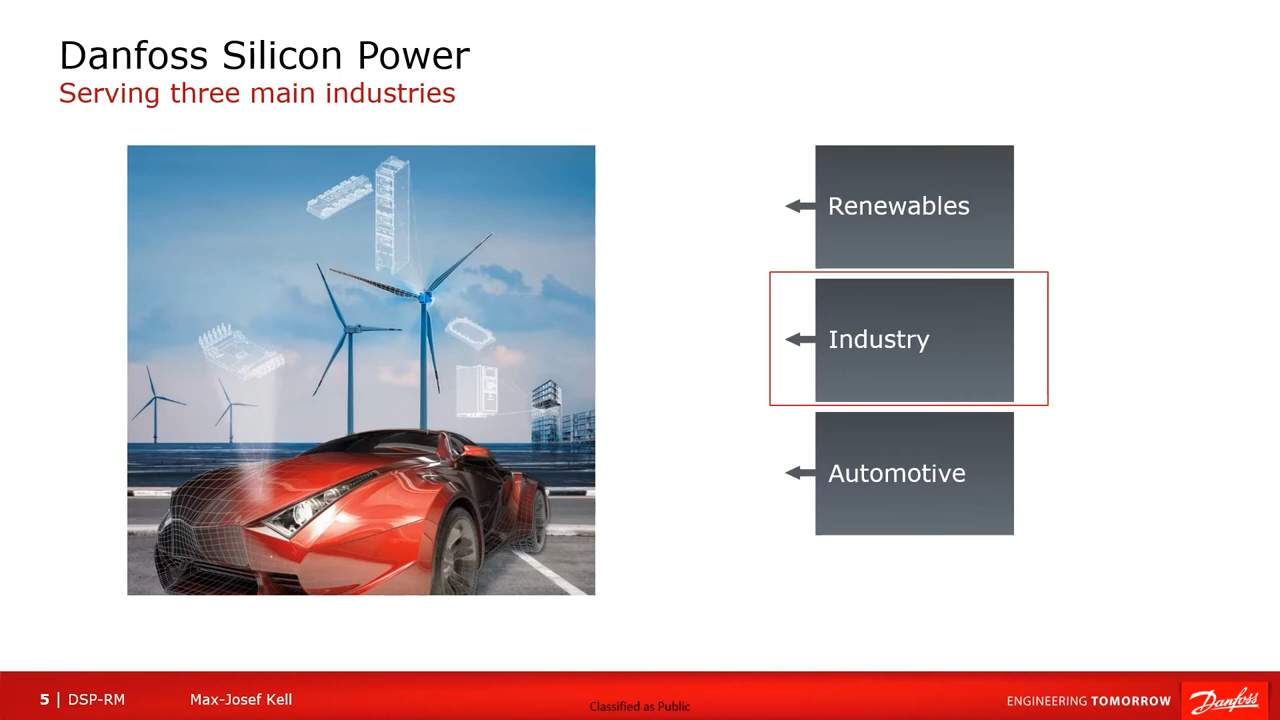 Danfoss Silicon Power
Serving three main industries
Renewables
Industry
Automotive
5 | DSP-RM Max-Josef Kell
Classified as Public
ENGINEERING TOMORROW
Danfoss